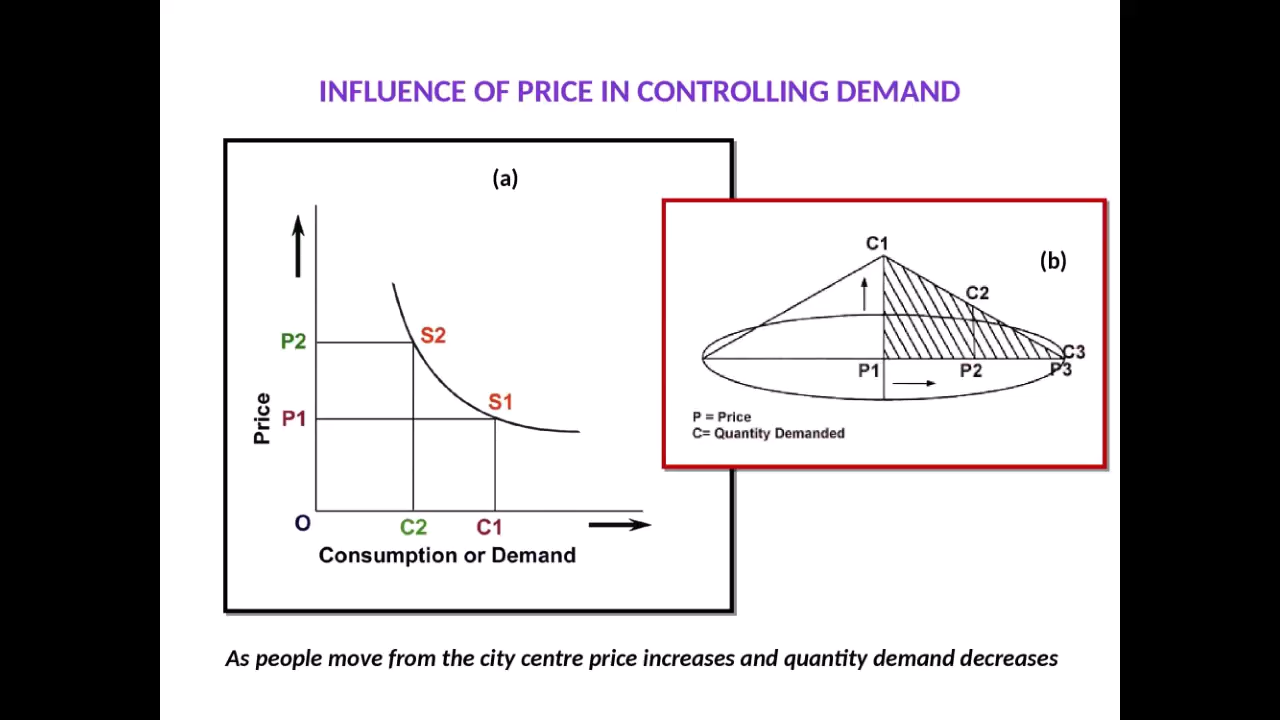 INFLUENCE OF PRICE IN CONTROLLING DEMAND
(a)
P2
S2
S1
P1
Price
O
C2
C1
Consumption or Demand
C1
(b)
C2
C3
P1
P2
P3
P = Price
C= Quantity Demanded
As people move from the city centre price increases and quantity demand decreases